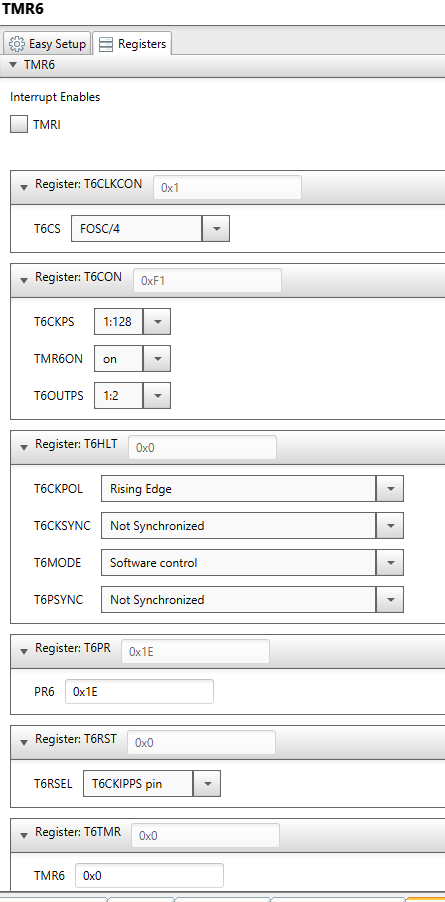 TMR6
Easy Setup Registers
TMR6
Interrupt Enables
TMRI
Register: T6CLKCON 0x1
T6CS FOSC/4
Register: T6CON 0xF1
T6CKPS 1:128
TMR6ON on
T6OUTPS 1:2
Register: T6HLT 0x0
T6CKPOL Rising Edge
T6CKSYNC Not Synchronized
T6MODE Software control
T6PSYNC Not Synchronized
Register: T6PR 0x1E
PR6 0x1E
Register: T6RST 0x0
T6RSEL T6CKIPPS pin
Register: T6TMR 0x0
TMR6 0x0